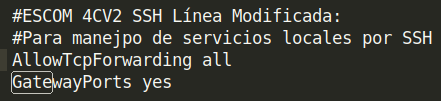 #ESCOM 4CV2 SSH Línea Modificada:
#Para manejpo de servicios locales por SSH
AllowTcpForwarding all
GatewayPorts yes